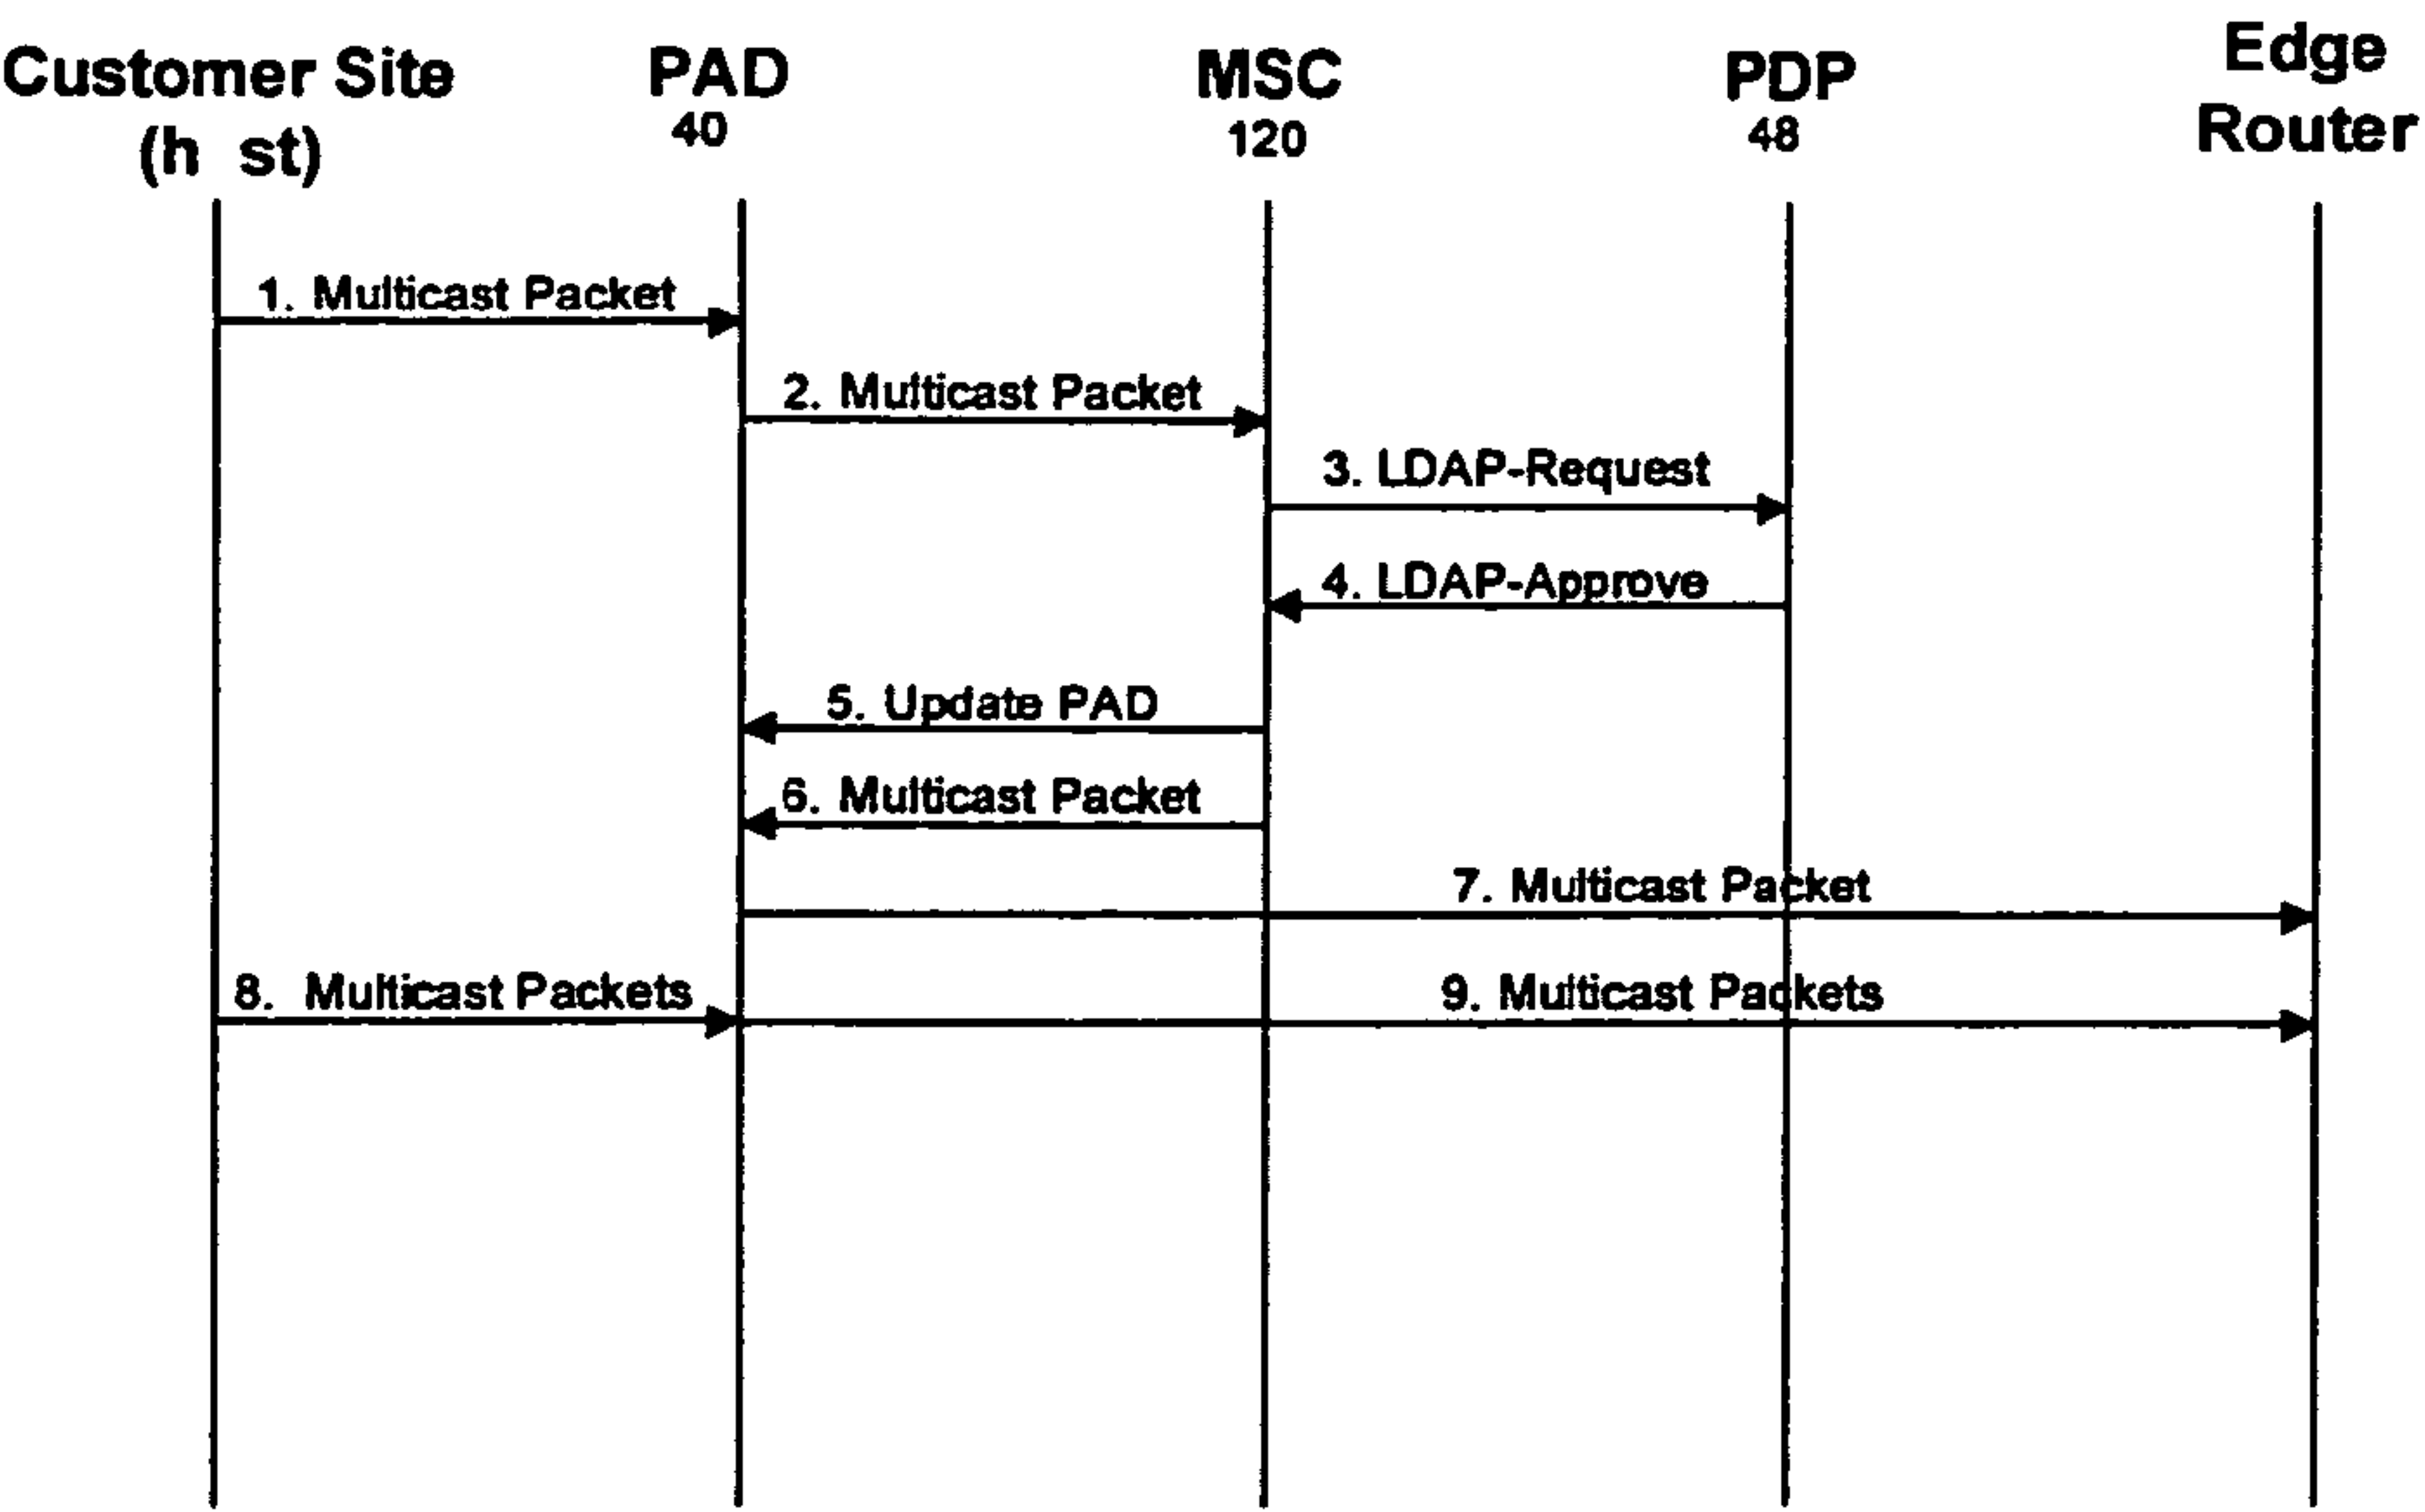 Customer Site
(h st)
PAD
40
MSC
120
PDP
48
Edge
Router
1. Multicast Packet
2. Multicast Packet
3. LDAP-Request
4. LDAP-Approve
5. Update PAD
6. Multicast Packet
7. Multicast Packet
8. Multicast Packets
9. Multicast Packets